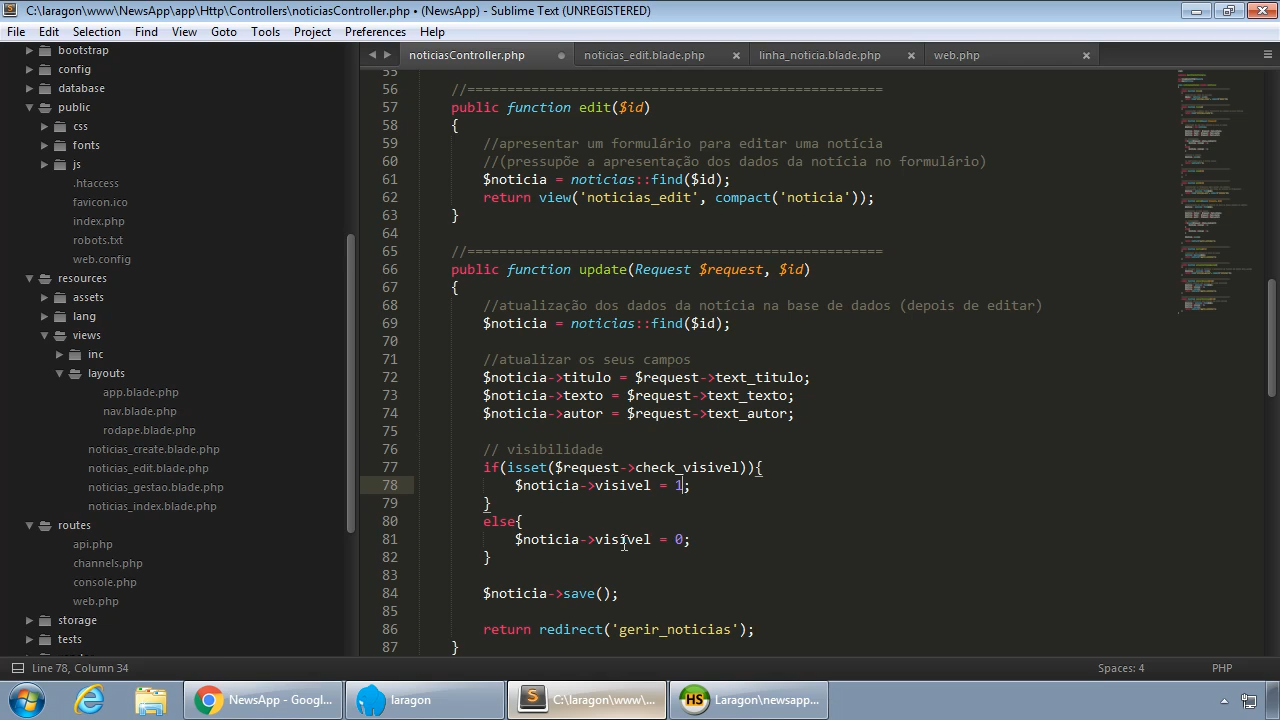 C:\laragon\www\NewsApp\app\Http\Controllers\noticiasController.php • (NewsApp) - Sublime Text (UNREGISTERED)
File Edit Selection Find View Goto Tools Project Preferences Help
bootstrap
config
database
public
css
fonts
js
.htaccess
favicon.ico
index.php
robots.txt
web.config
resources
assets
lang
views
inc
layouts
app.blade.php
nav.blade.php
rodape.blade.php
noticias_create.blade.php
noticias_edit.blade.php
noticias_gestao.blade.php
noticias_index.blade.php
routes
api.php
channels.php
console.php
web.php
storage
tests
noticiasController.php noticias_edit.blade.php linha_noticia.blade.php web.php
55
56 //====================================================
57 public function edit($id)
58 {
59 //apresentar um formulário para editar uma notícia
60 //(pressupõe a apresentação dos dados da notícia no formulário)
61 $noticia = noticias::find($id);
62 return view('noticias_edit', compact('noticia'));
63 }
64
65 //====================================================
66 public function update(Request $request, $id)
67 {
68 //atualização dos dados da notícia na base de dados (depois de editar)
69 $noticia = noticias::find($id);
70
71 //atualizar os seus campos
72 $noticia->titulo = $request->text_titulo;
73 $noticia->texto = $request->text_texto;
74 $noticia->autor = $request->text_autor;
75
76 // visibilidade
77 if(isset($request->check_visivel)){
78 $noticia->visivel = 1;
79 }
80 else{
81 $noticia->visivel = 0;
82 }
83
84 $noticia->save();
85
86 return redirect('gerir_noticias');
87 }
Line 78, Column 34 Spaces: 4 PHP
NewsApp - Googl... laragon C:\laragon\www\... Laragon\newsapp...